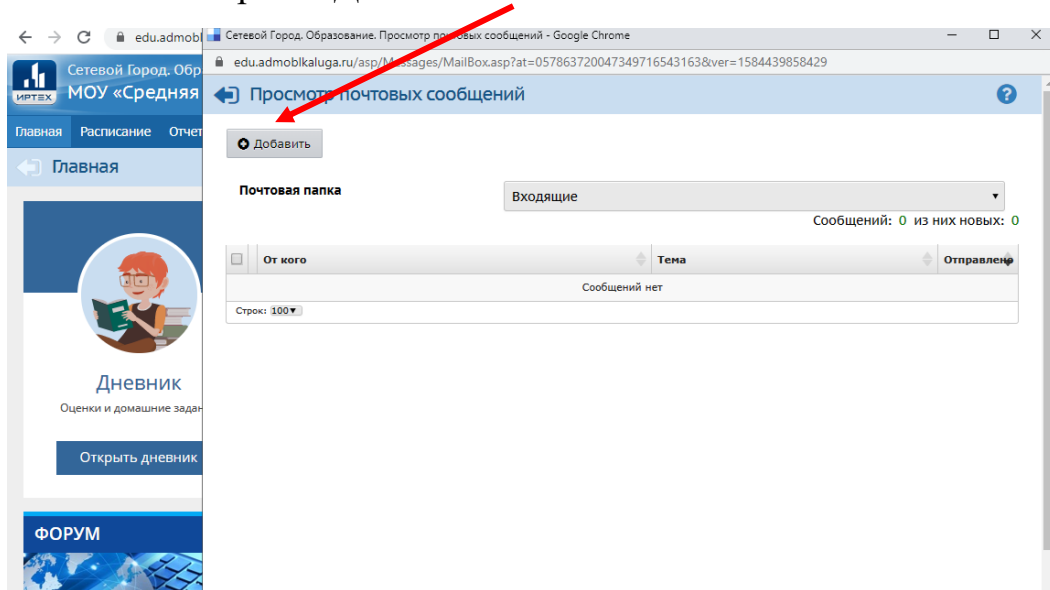 Сетевой Город. Образование. Просмотр почтовых сообщений - Google Chrome
edu.admobl
edu.admoblkaluga.ru/asp/Messages/MailBox.asp?at=057863720047349716543163&ver=1584439858429
Сетевой Город. Обр
ИРТЕХ
МОУ «Средняя
Просмотр почтовых сообщений
?
Главная Расписание Отчет
Добавить
Главная
Почтовая папка
Входящие
Сообщений: 0 из них новых: 0
От кого Тема Отправлено
Сообщений нет
Строк: 100
Дневник
Оценки и домашние задан
Открыть дневник
ФОРУМ